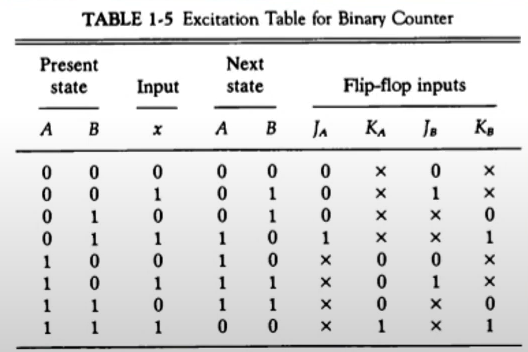 TABLE 1-5 Excitation Table for Binary Counter
Present state Input Next state Flip-flop inputs
A B x A B J_A K_A J_B K_B
0 0 0 0 0 0 × 0 ×
0 0 1 0 1 0 × 1 ×
0 1 0 0 1 0 × × 0
0 1 1 1 0 1 × × 1
1 0 0 1 0 × 0 0 ×
1 0 1 1 1 × 0 1 ×
1 1 0 1 1 × 0 × 0
1 1 1 0 0 × 1 × 1